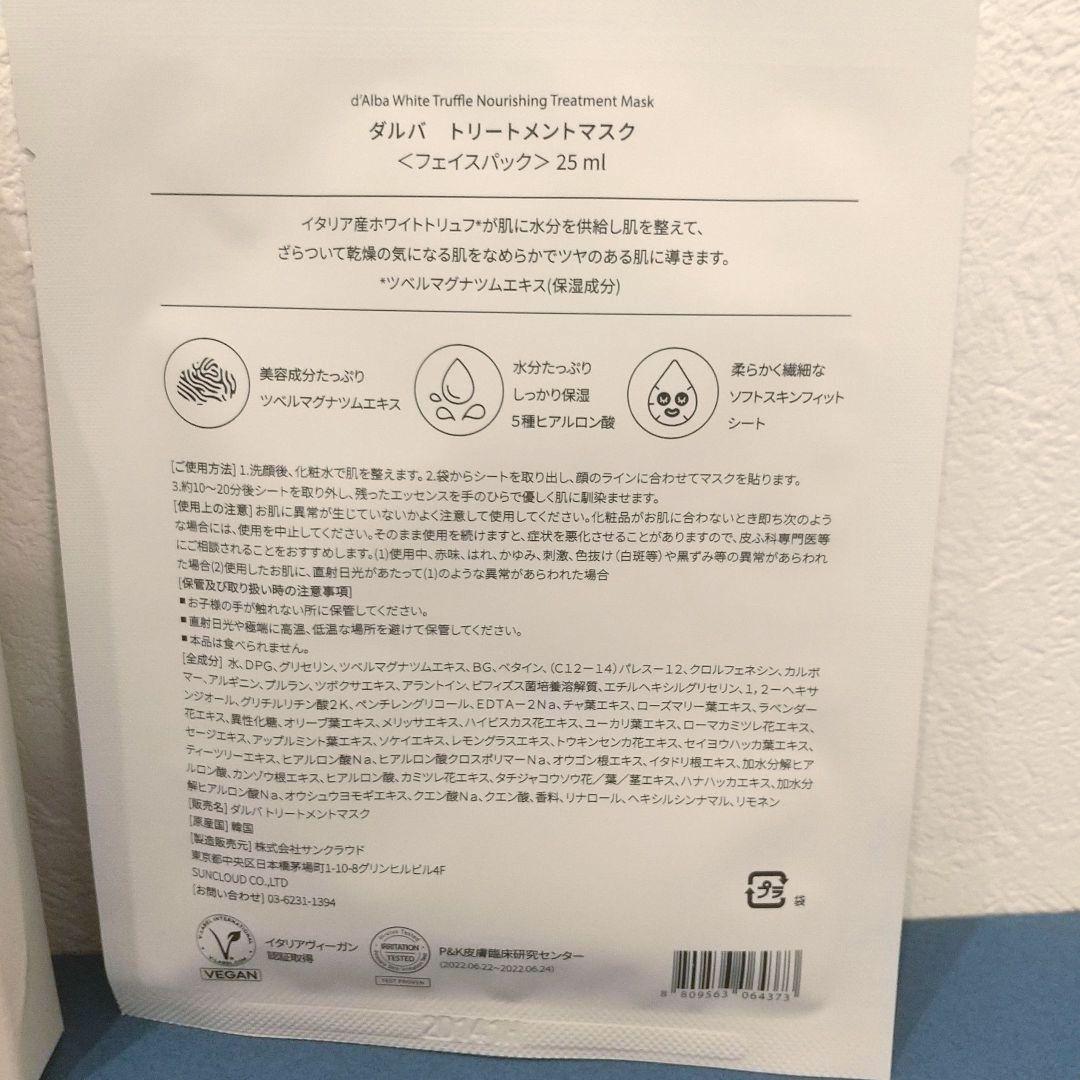 d'Alba White Truffle Nourishing Treatment Mask
ダルバ　トリートメントマスク
＜フェイスパック＞ 25 ml
イタリア産ホワイトトリュフ*が肌に水分を供給し肌を整えて、
ざらついて乾燥の気になる肌をなめらかでツヤのある肌に導きます。
*ツベルマグナツムエキス(保湿成分)
美容成分たっぷり
ツベルマグナツムエキス
水分たっぷり
しっかり保湿
5種ヒアルロン酸
柔らかく繊細な
ソフトスキンフィット
シート
[ご使用方法] 1.洗顔後、化粧水で肌を整えます。2.袋からシートを取り出し、顔のラインに合わせてマスクを貼ります。
3.約10〜20分後シートを取り外し、残ったエッセンスを手のひらで優しく肌に馴染ませます。
[使用上の注意] お肌に異常が生じていないかよく注意して使用してください。化粧品がお肌に合わないとき即ち次のよう
な場合には、使用を中止してください。そのまま使用を続けますと、症状を悪化させることがありますので、皮ふ科専門医等
にご相談されることをおすすめします。(1)使用中、赤味、はれ、かゆみ、刺激、色抜け(白斑等)や黒ずみ等の異常があらわれ
た場合(2)使用したお肌に、直射日光があたって(1)のような異常があらわれた場合
[保管及び取り扱い時の注意事項]
■お子様の手が触れない所に保管してください。
■直射日光や極端に高温、低温な場所を避けて保管してください。
■本品は食べられません。
[全成分] 水、DPG、グリセリン、ツベルマグナツムエキス、BG、ベタイン、(C12－14)パレス－12、クロルフェネシン、カルボ
マー、アルギニン、プルラン、ツボクサエキス、アラントイン、ビフィズス菌培養溶解質、エチルヘキシルグリセリン、1，2－ヘキサ
ンジオール、グリチルリチン酸2K、ペンチレングリコール、EDTA－2Na、チャ葉エキス、ローズマリー葉エキス、ラベンダー
花エキス、異性化糖、オリーブ葉エキス、メリッサエキス、ハイビスカス花エキス、ユーカリ葉エキス、ローマカミツレ花エキス、
セージエキス、アップルミント葉エキス、ソケイエキス、レモングラスエキス、トウキンセンカ花エキス、セイヨウハッカ葉エキス、
ティーツリーエキス、ヒアルロン酸Na、ヒアルロン酸クロスポリマーNa、オウゴン根エキス、イタドリ根エキス、加水分解ヒア
ルロン酸、カンゾウ根エキス、ヒアルロン酸、カミツレ花エキス、タチジャコウソウ花／葉／茎エキス、ハナハッカエキス、加水分
解ヒアルロン酸Na、オウシュウヨモギエキス、クエン酸Na、クエン酸、香料、リナロール、ヘキシルシンナマル、リモネン
[販売名] ダルバ トリートメントマスク
[原産国] 韓国
[製造販売元] 株式会社サンクラウド
東京都中央区日本橋茅場町1-10-8グリンヒルビル4F
SUNCLOUD CO.,LTD
[お問い合わせ] 03-6231-1394
プラ
袋
V-LABEL INTERNATIONAL
V-LABEL.COM
VEGAN
イタリアヴィーガン
認証取得
IRRITATION
TESTED
TEST PROVEN
P&K皮膚臨床研究センター
(2022.06.22~2022.06.24)
8 809563 064373